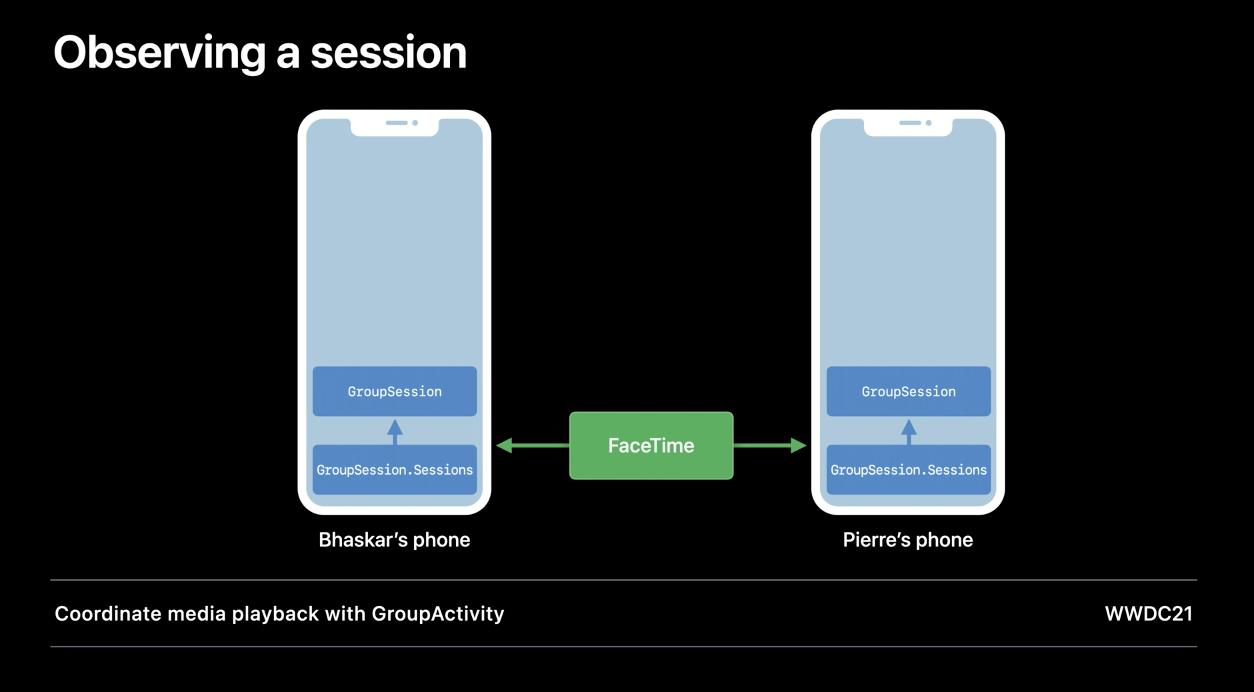 Observing a session
GroupSession
GroupSession.Sessions
Bhaskar’s phone
FaceTime
GroupSession
GroupSession.Sessions
Pierre’s phone
Coordinate media playback with GroupActivity
WWDC21